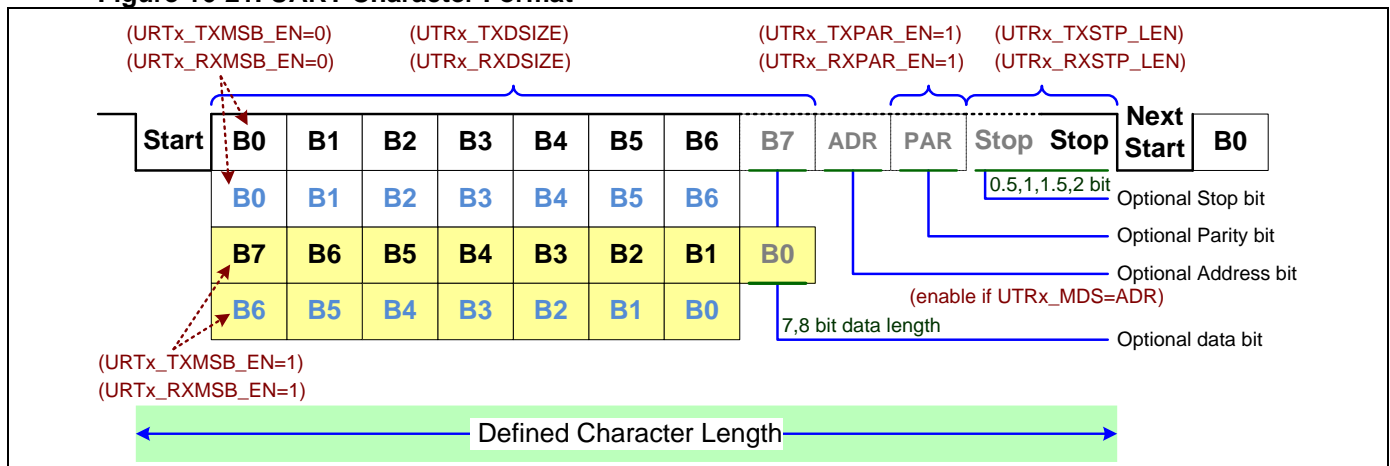 Figure UART Character Format
(URTx_TXMSB_EN=0) (UTRx_TXDSIZE) (UTRx_TXPAR_EN=1) (UTRx_TXSTP_LEN)
(URTx_RXMSB_EN=0) (UTRx_RXDSIZE) (UTRx_RXPAR_EN=1) (UTRx_RXSTP_LEN)
Start B0 B1 B2 B3 B4 B5 B6 B7 ADR PAR Stop Stop Next Start B0
B0 B1 B2 B3 B4 B5 B6
0.5,1,1.5,2 bit
Optional Stop bit
Optional Parity bit
B7 B6 B5 B4 B3 B2 B1 B0
Optional Address bit
(enable if UTRx_MDS=ADR)
B6 B5 B4 B3 B2 B1 B0
7,8 bit data length
Optional data bit
(URTx_TXMSB_EN=1)
(URTx_RXMSB_EN=1)
Defined Character Length